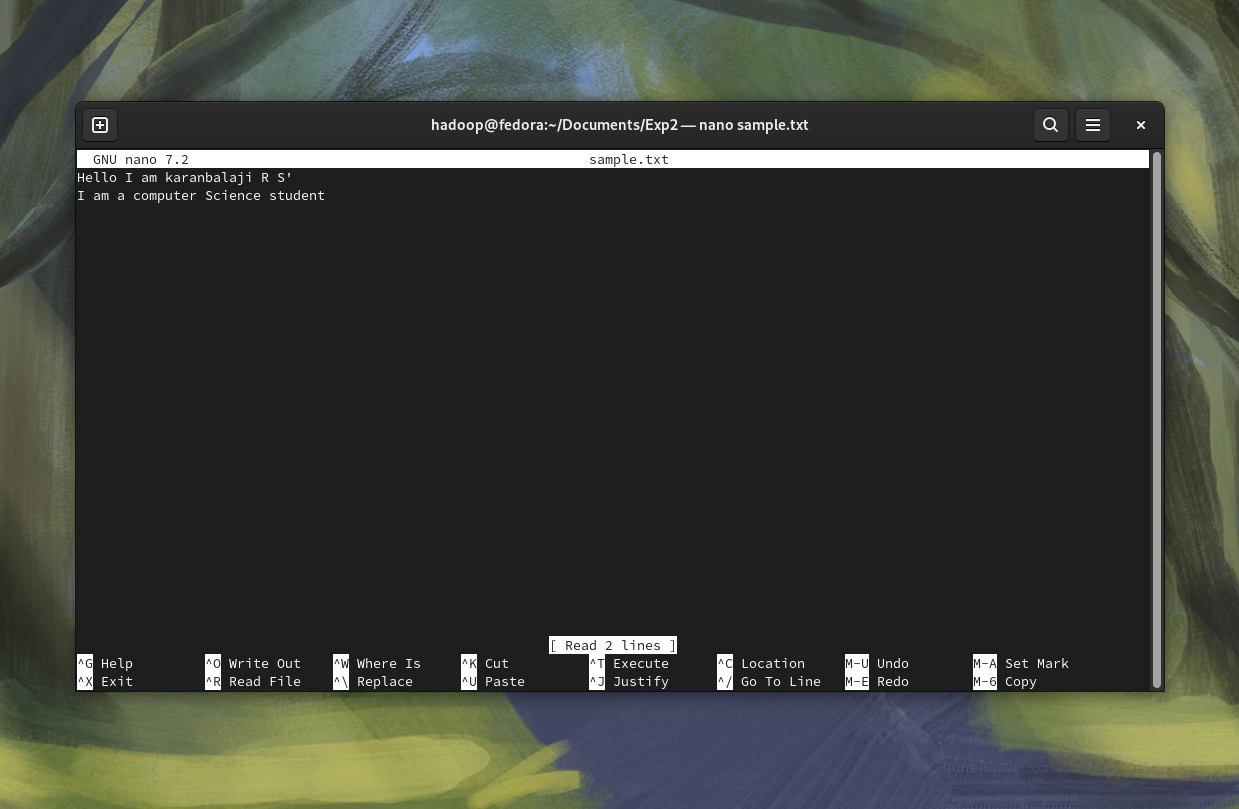 hadoop@fedora:~/Documents/Exp2 — nano sample.txt
GNU nano 7.2 sample.txt
Hello I am karanbalaji R S'
I am a computer Science student
[ Read 2 lines ]
^G Help ^O Write Out ^W Where Is ^K Cut ^T Execute ^C Location M-U Undo M-A Set Mark
^X Exit ^R Read File ^\ Replace ^U Paste ^J Justify ^/ Go To Line M-E Redo M-6 Copy